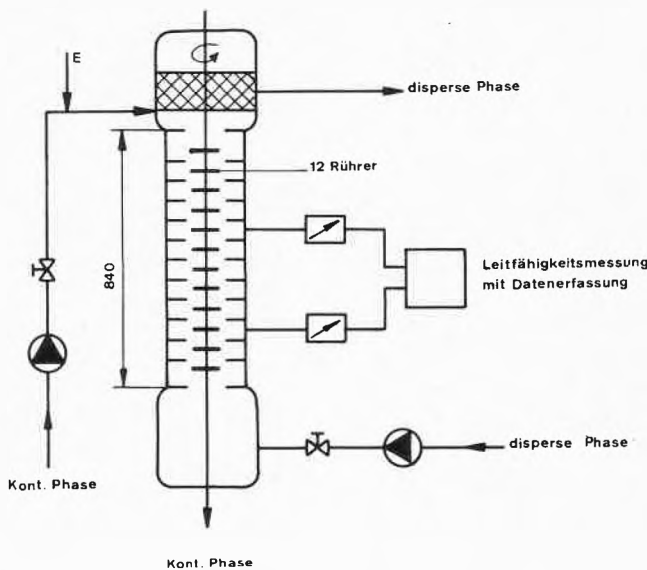 E
disperse Phase
12 Rührer
840
Leitfähigkeitsmessung
mit Datenerfassung
disperse Phase
Kont. Phase
Kont. Phase